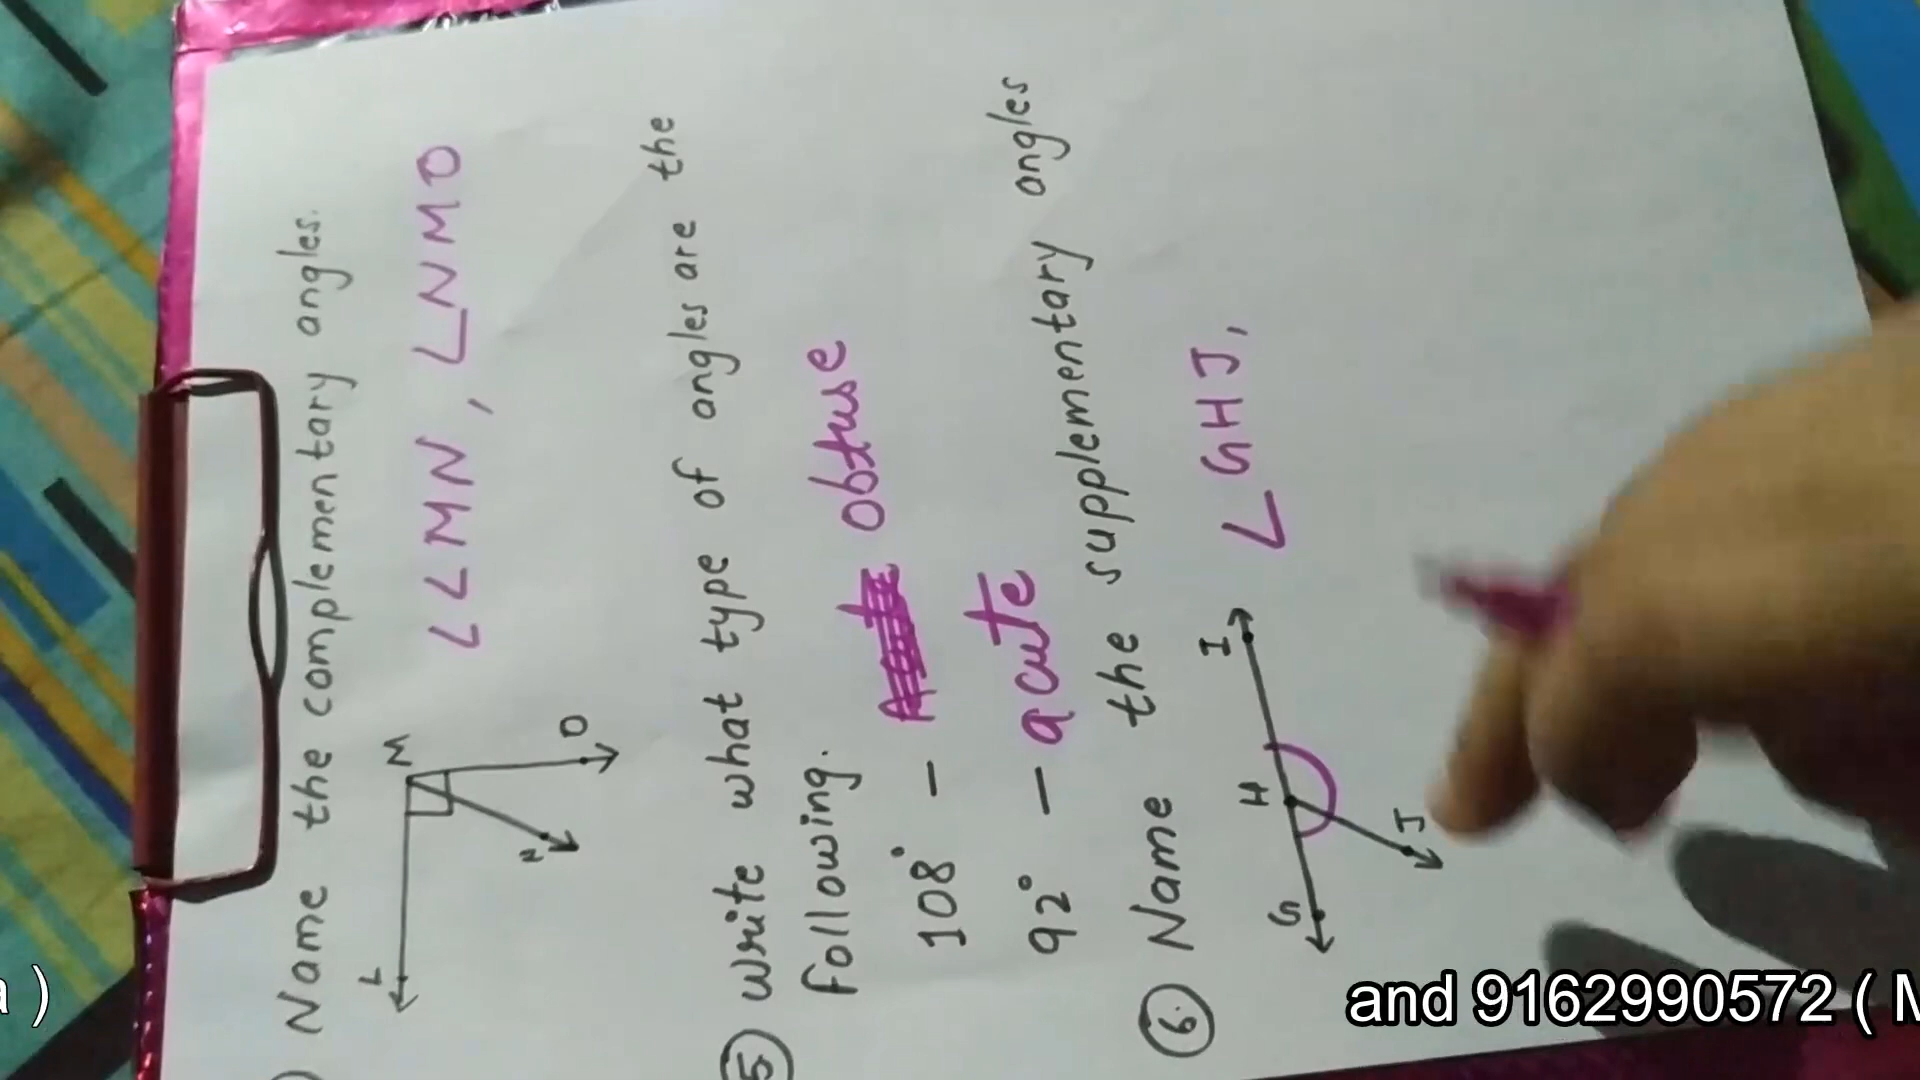 Name the complementary angles.
L
M
N
O
∠LMN, ∠NMO
5) write what type of angles are the
following.
108° - obtuse
92° - acute
6. Name the supplementary angles
G
H
I
J
∠GHJ,
a )
and 9162990572 ( M